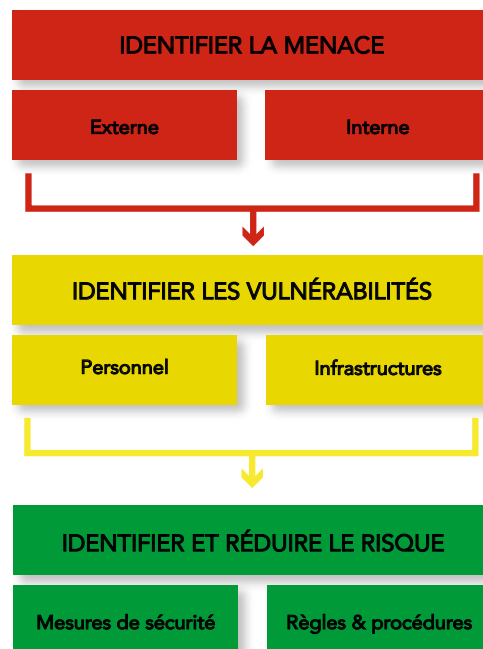 IDENTIFIER LA MENACE
Externe
Interne
IDENTIFIER LES VULNÉRABILITÉS
Personnel
Infrastructures
IDENTIFIER ET RÉDUIRE LE RISQUE
Mesures de sécurité
Règles & procédures